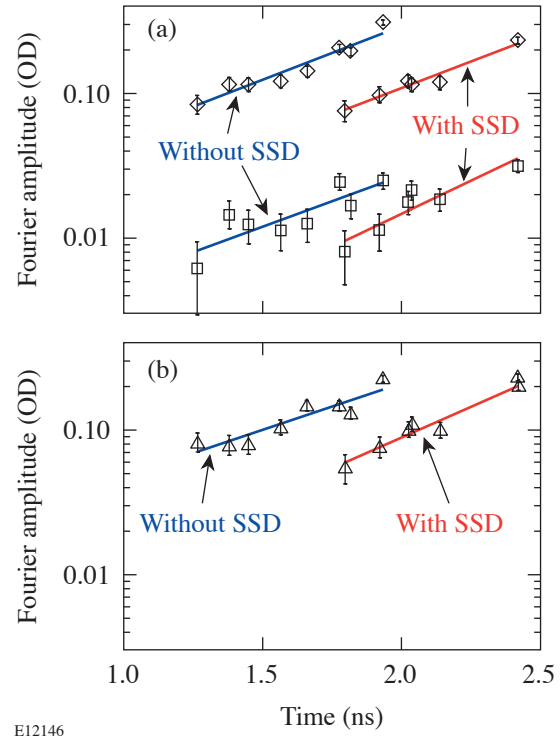 (a)
Fourier amplitude (OD)
0.10
0.01
Without SSD
With SSD
(b)
Fourier amplitude (OD)
0.10
0.01
Without SSD
With SSD
1.0 1.5 2.0 2.5
Time (ns)
E12146